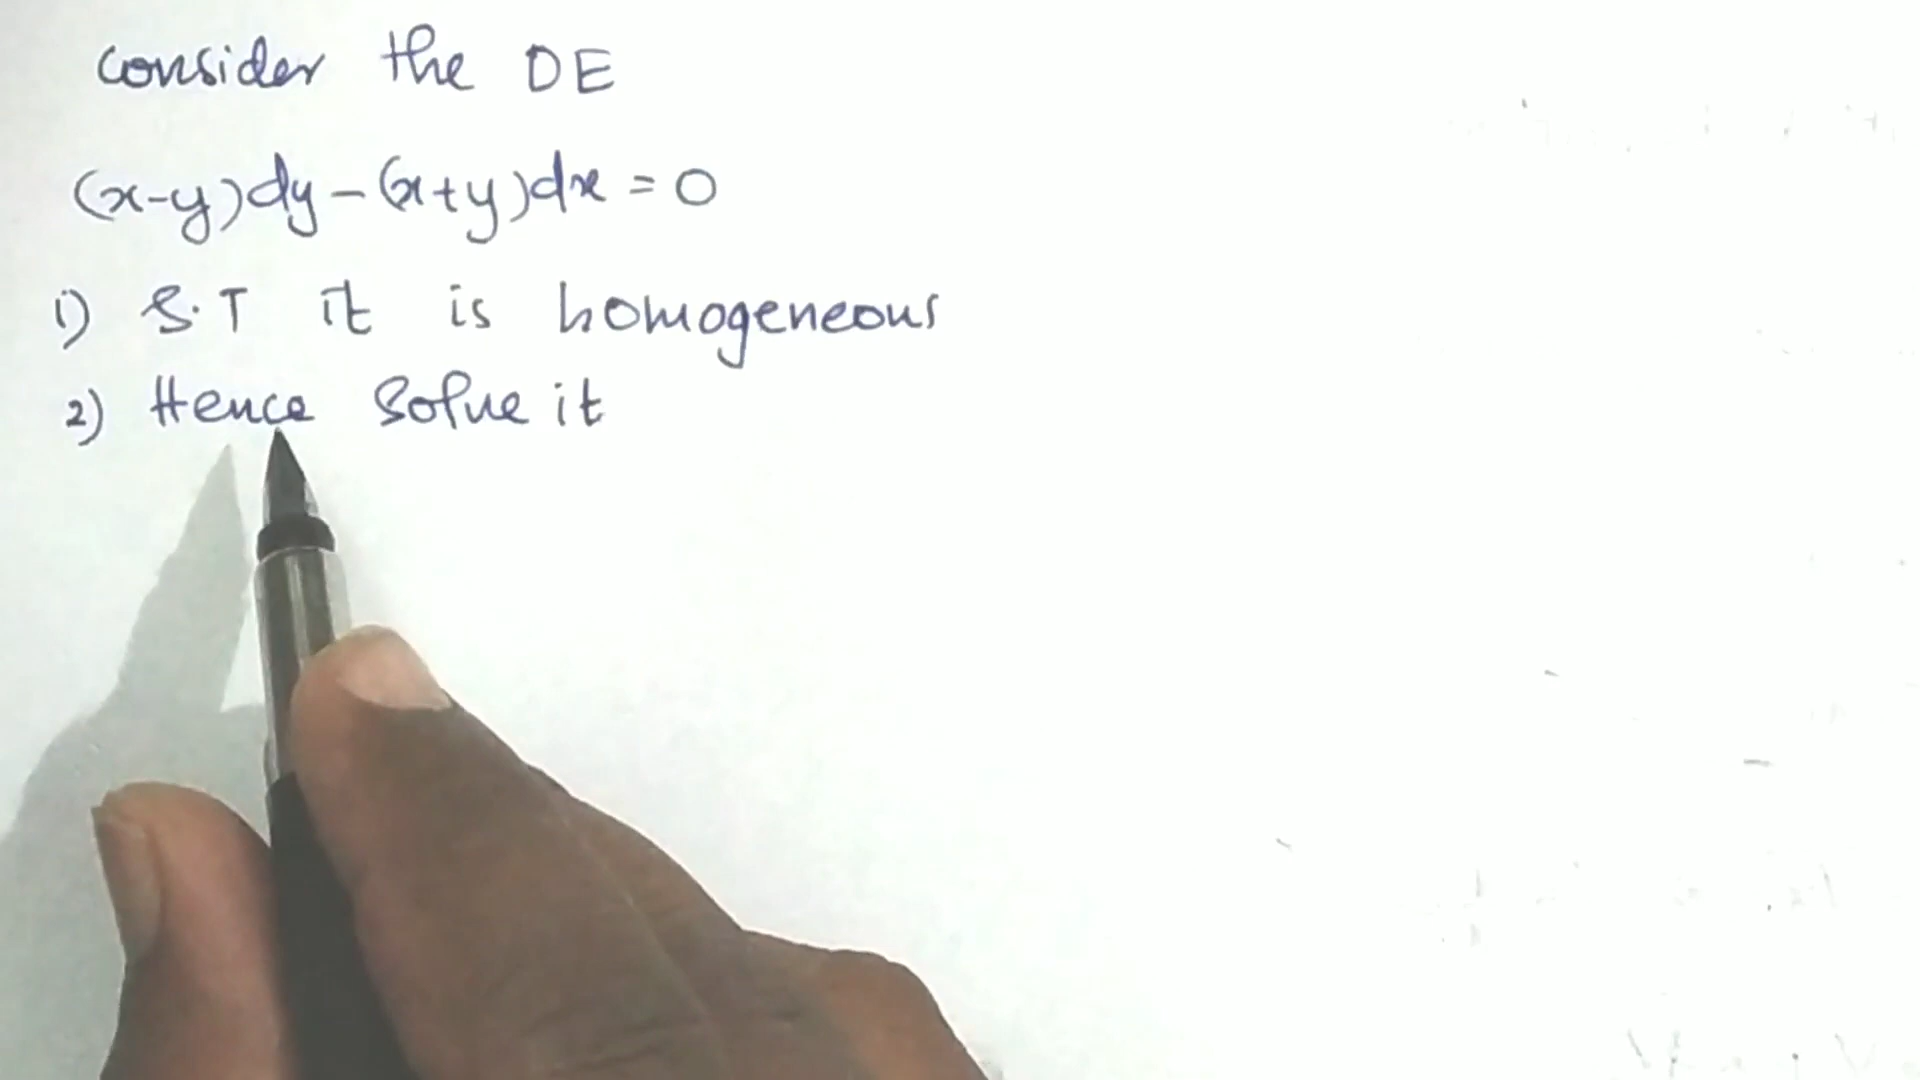 Consider the DE
(x-y)dy-(x+y)dx=0
1) S.T it is homogeneous
2) Hence Solve it